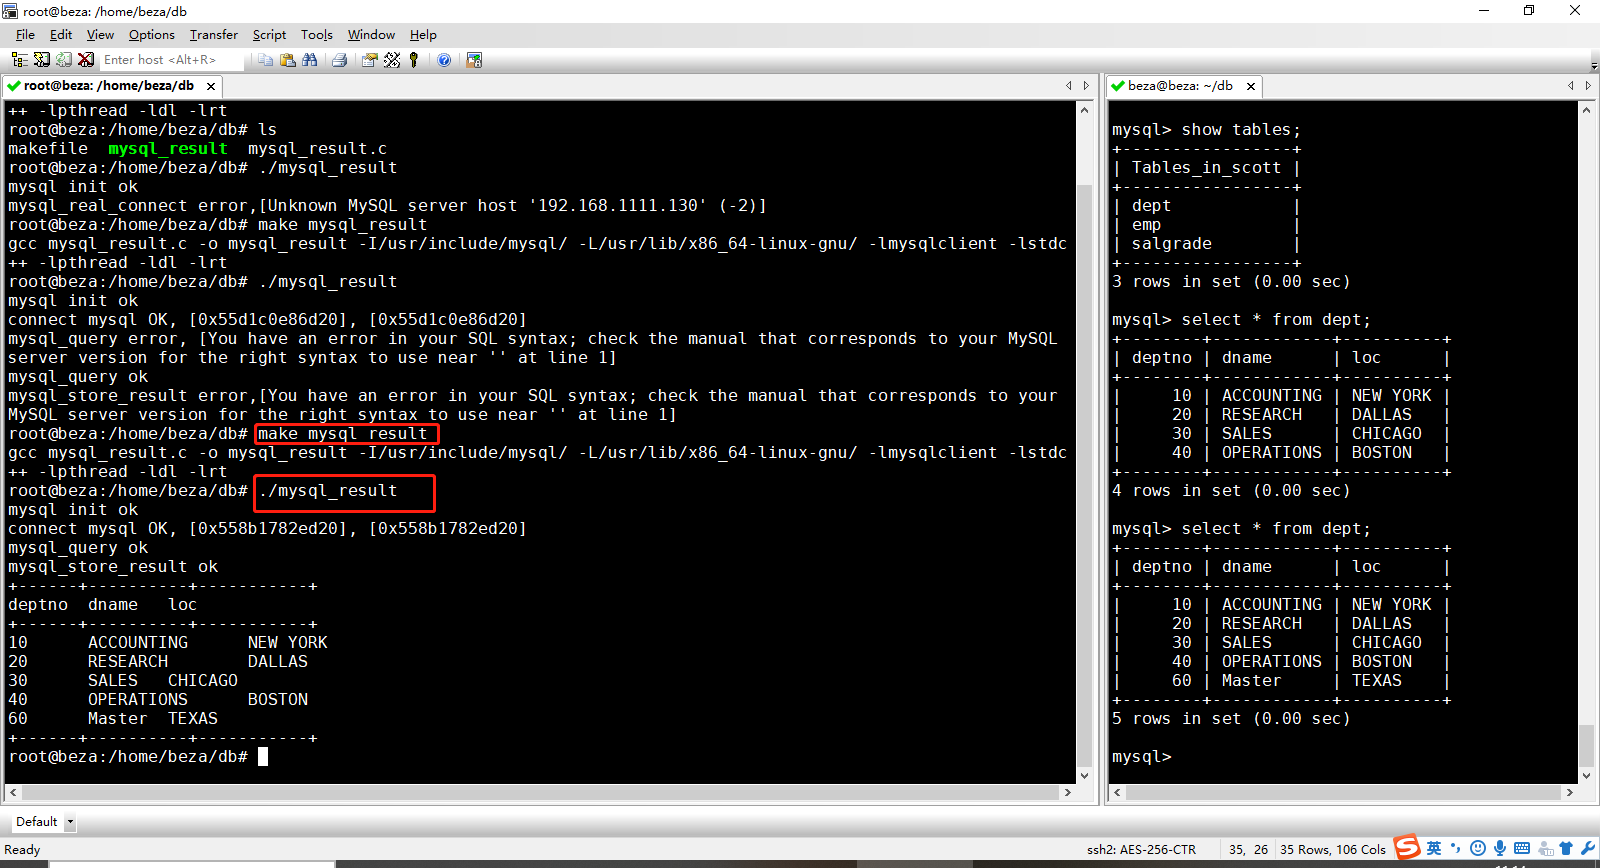 root@beza: /home/beza/db
File Edit View Options Transfer Script Tools Window Help
Enter host <Alt+R>
root@beza: /home/beza/db
++ -lpthread -ldl -lrt
root@beza:/home/beza/db# ls
makefile  mysql_result  mysql_result.c
root@beza:/home/beza/db# ./mysql_result
mysql init ok
mysql_real_connect error,[Unknown MySQL server host '192.168.1111.130' (-2)]
root@beza:/home/beza/db# make mysql_result
gcc mysql_result.c -o mysql_result -I/usr/include/mysql/ -L/usr/lib/x86_64-linux-gnu/ -lmysqlclient -lstdc
++ -lpthread -ldl -lrt
root@beza:/home/beza/db# ./mysql_result
mysql init ok
connect mysql OK, [0x55d1c0e86d20], [0x55d1c0e86d20]
mysql_query error, [You have an error in your SQL syntax; check the manual that corresponds to your MySQL
server version for the right syntax to use near '' at line 1]
mysql_query ok
mysql_store_result error,[You have an error in your SQL syntax; check the manual that corresponds to your
MySQL server version for the right syntax to use near '' at line 1]
root@beza:/home/beza/db# make mysql_result
gcc mysql_result.c -o mysql_result -I/usr/include/mysql/ -L/usr/lib/x86_64-linux-gnu/ -lmysqlclient -lstdc
++ -lpthread -ldl -lrt
root@beza:/home/beza/db# ./mysql_result
mysql init ok
connect mysql OK, [0x558b1782ed20], [0x558b1782ed20]
mysql_query ok
mysql_store_result ok
+------+----------+-----------+
deptno  dname   loc
+------+----------+-----------+
10      ACCOUNTING      NEW YORK
20      RESEARCH        DALLAS
30      SALES   CHICAGO
40      OPERATIONS      BOSTON
60      Master  TEXAS
+------+----------+-----------+
root@beza:/home/beza/db#
beza@beza: ~/db
mysql> show tables;
+-----------------+
| Tables_in_scott |
+-----------------+
| dept            |
| emp             |
| salgrade        |
+-----------------+
3 rows in set (0.00 sec)
mysql> select * from dept;
+--------+------------+----------+
| deptno | dname      | loc      |
+--------+------------+----------+
|     10 | ACCOUNTING | NEW YORK |
|     20 | RESEARCH   | DALLAS   |
|     30 | SALES      | CHICAGO  |
|     40 | OPERATIONS | BOSTON   |
+--------+------------+----------+
4 rows in set (0.00 sec)
mysql> select * from dept;
+--------+------------+----------+
| deptno | dname      | loc      |
+--------+------------+----------+
|     10 | ACCOUNTING | NEW YORK |
|     20 | RESEARCH   | DALLAS   |
|     30 | SALES      | CHICAGO  |
|     40 | OPERATIONS | BOSTON   |
|     60 | Master     | TEXAS    |
+--------+------------+----------+
5 rows in set (0.00 sec)
mysql>
Default
Ready ssh2: AES-256-CTR 35, 26 35 Rows, 106 Cols 英